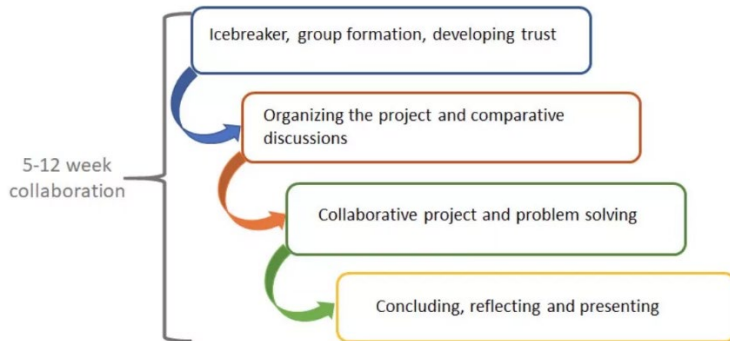 Icebreaker, group formation, developing trust
Organizing the project and comparative
discussions
5-12 week
collaboration
Collaborative project and problem solving
Concluding, reflecting and presenting